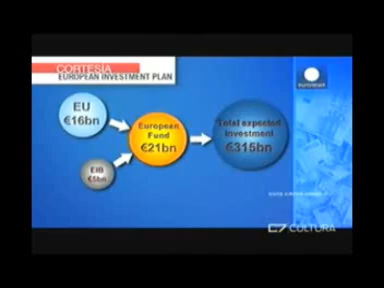 CORTESÍA
EUROPEAN INVESTMENT PLAN
euronews
EU
€16bn
European
Fund
€21bn
Total expected
investment
€315bn
EIB
€5bn
C7 CULTURA